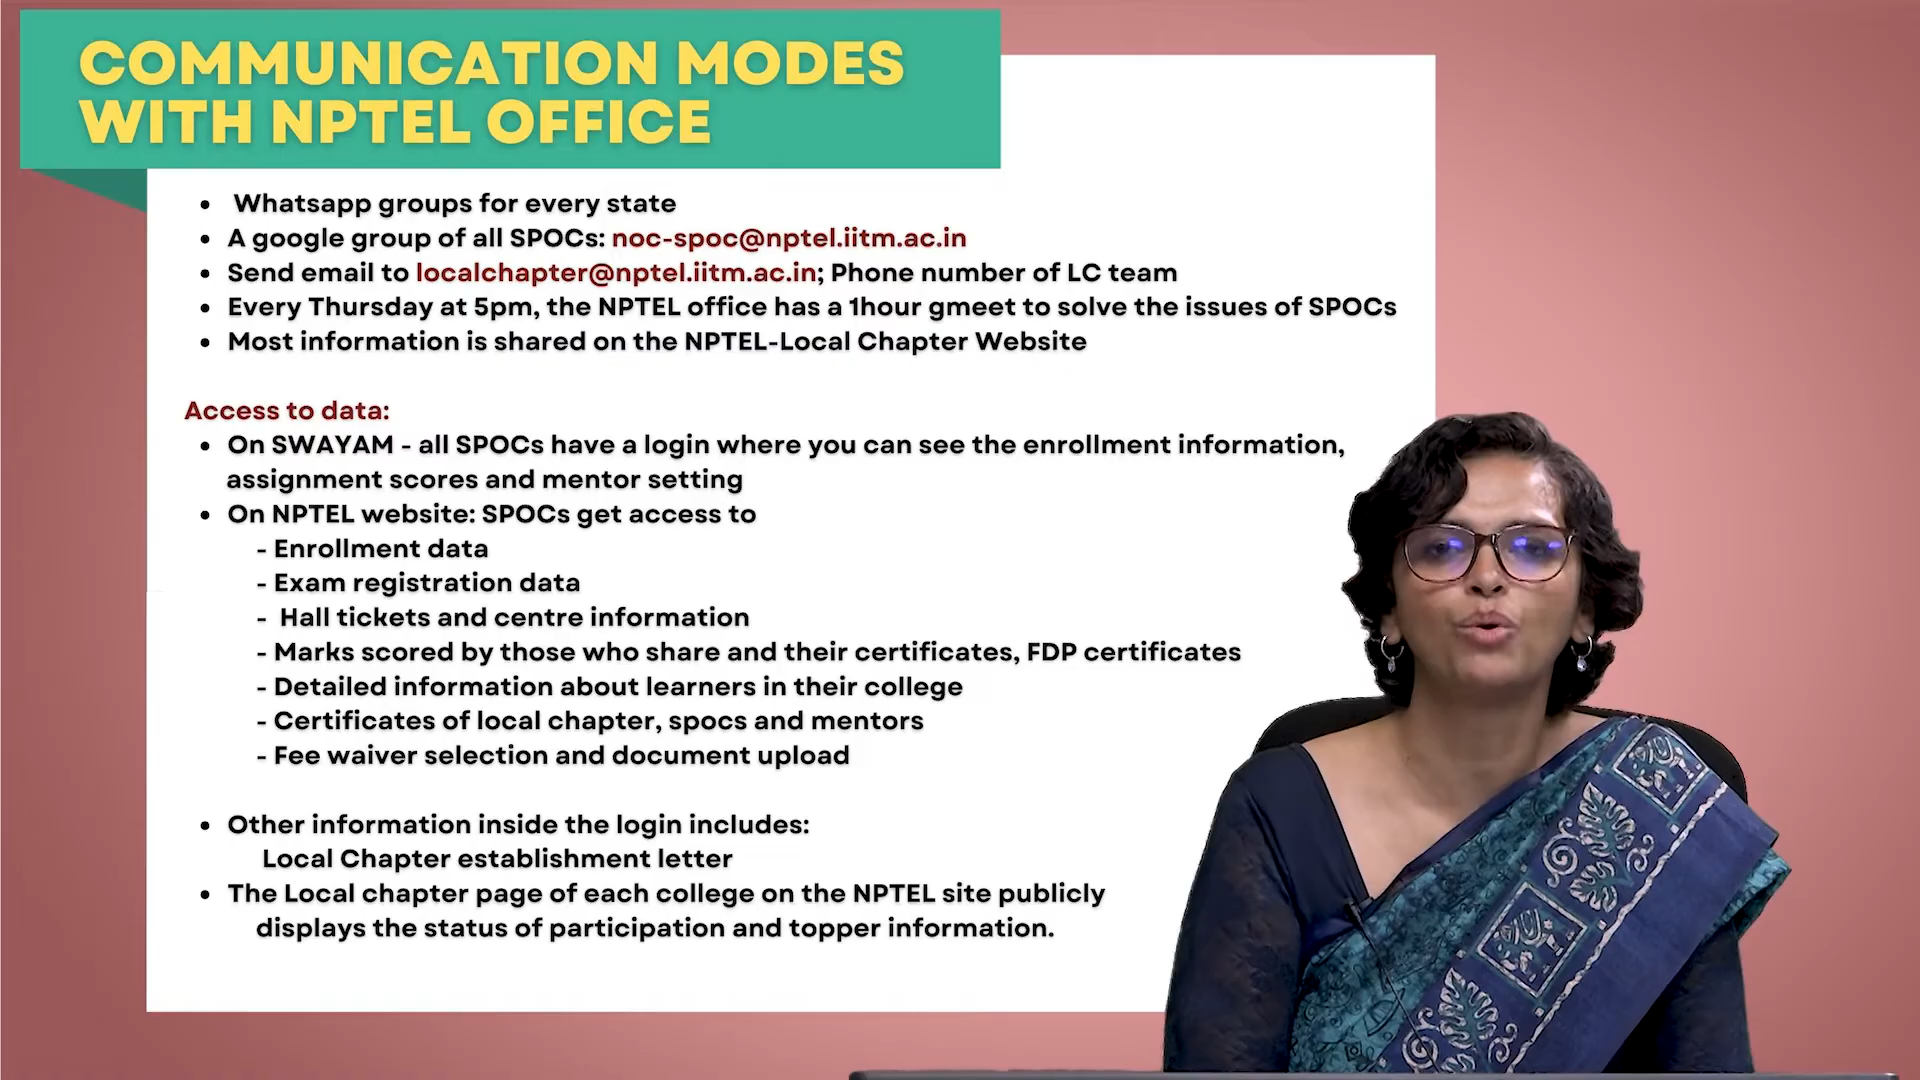 COMMUNICATION MODES
WITH NPTEL OFFICE
• Whatsapp groups for every state
• A google group of all SPOCs: noc-spoc@nptel.iitm.ac.in
• Send email to localchapter@nptel.iitm.ac.in; Phone number of LC team
• Every Thursday at 5pm, the NPTEL office has a 1hour gmeet to solve the issues of SPOCs
• Most information is shared on the NPTEL-Local Chapter Website
Access to data:
• On SWAYAM - all SPOCs have a login where you can see the enrollment information,
assignment scores and mentor setting
• On NPTEL website: SPOCs get access to
- Enrollment data
- Exam registration data
- Hall tickets and centre information
- Marks scored by those who share and their certificates, FDP certificates
- Detailed information about learners in their college
- Certificates of local chapter, spocs and mentors
- Fee waiver selection and document upload
• Other information inside the login includes:
Local Chapter establishment letter
• The Local chapter page of each college on the NPTEL site publicly
displays the status of participation and topper information.